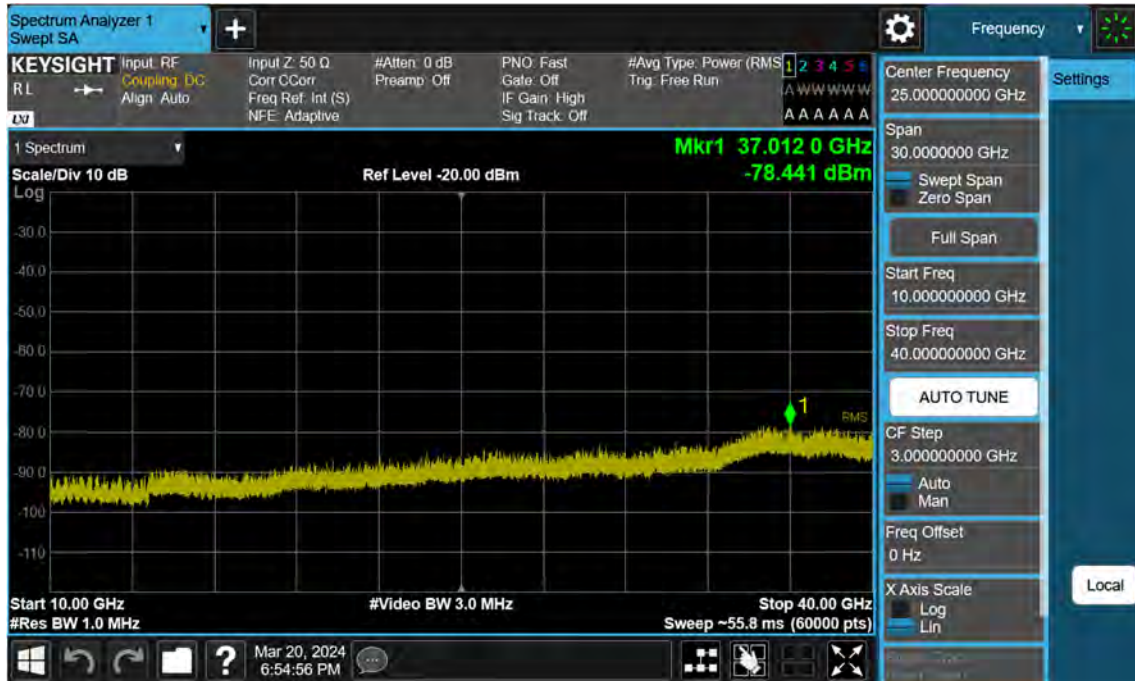 Spectrum Analyzer 1
Swept SA
Frequency
KEYSIGHT
RL
LXI
Input: RF
Coupling: DC
Align: Auto
Input Z: 50 Ω
Corr CCorr
Freq Ref: Int (S)
NFE: Adaptive
#Atten: 0 dB
Preamp: Off
PNO: Fast
Gate: Off
IF Gain: High
Sig Track: Off
#Avg Type: Power (RMS
Trig: Free Run
1 2 3 4 5 6
A W W W W W
A A A A A A
Center Frequency
25.000000000 GHz
Settings
1 Spectrum
Mkr1 37.012 0 GHz
-78.441 dBm
Scale/Div 10 dB
Ref Level -20.00 dBm
Log
-30.0
-40.0
-50.0
-60.0
-70.0
-80.0
-90.0
-100
-110
1
RMS
Span
30.0000000 GHz
Swept Span
Zero Span
Full Span
Start Freq
10.000000000 GHz
Stop Freq
40.000000000 GHz
AUTO TUNE
CF Step
3.000000000 GHz
Auto
Man
Freq Offset
0 Hz
X Axis Scale
Log
Lin
Local
Start 10.00 GHz
#Video BW 3.0 MHz
Stop 40.00 GHz
#Res BW 1.0 MHz
Sweep ~55.8 ms (60000 pts)
?
Mar 20, 2024
6:54:56 PM